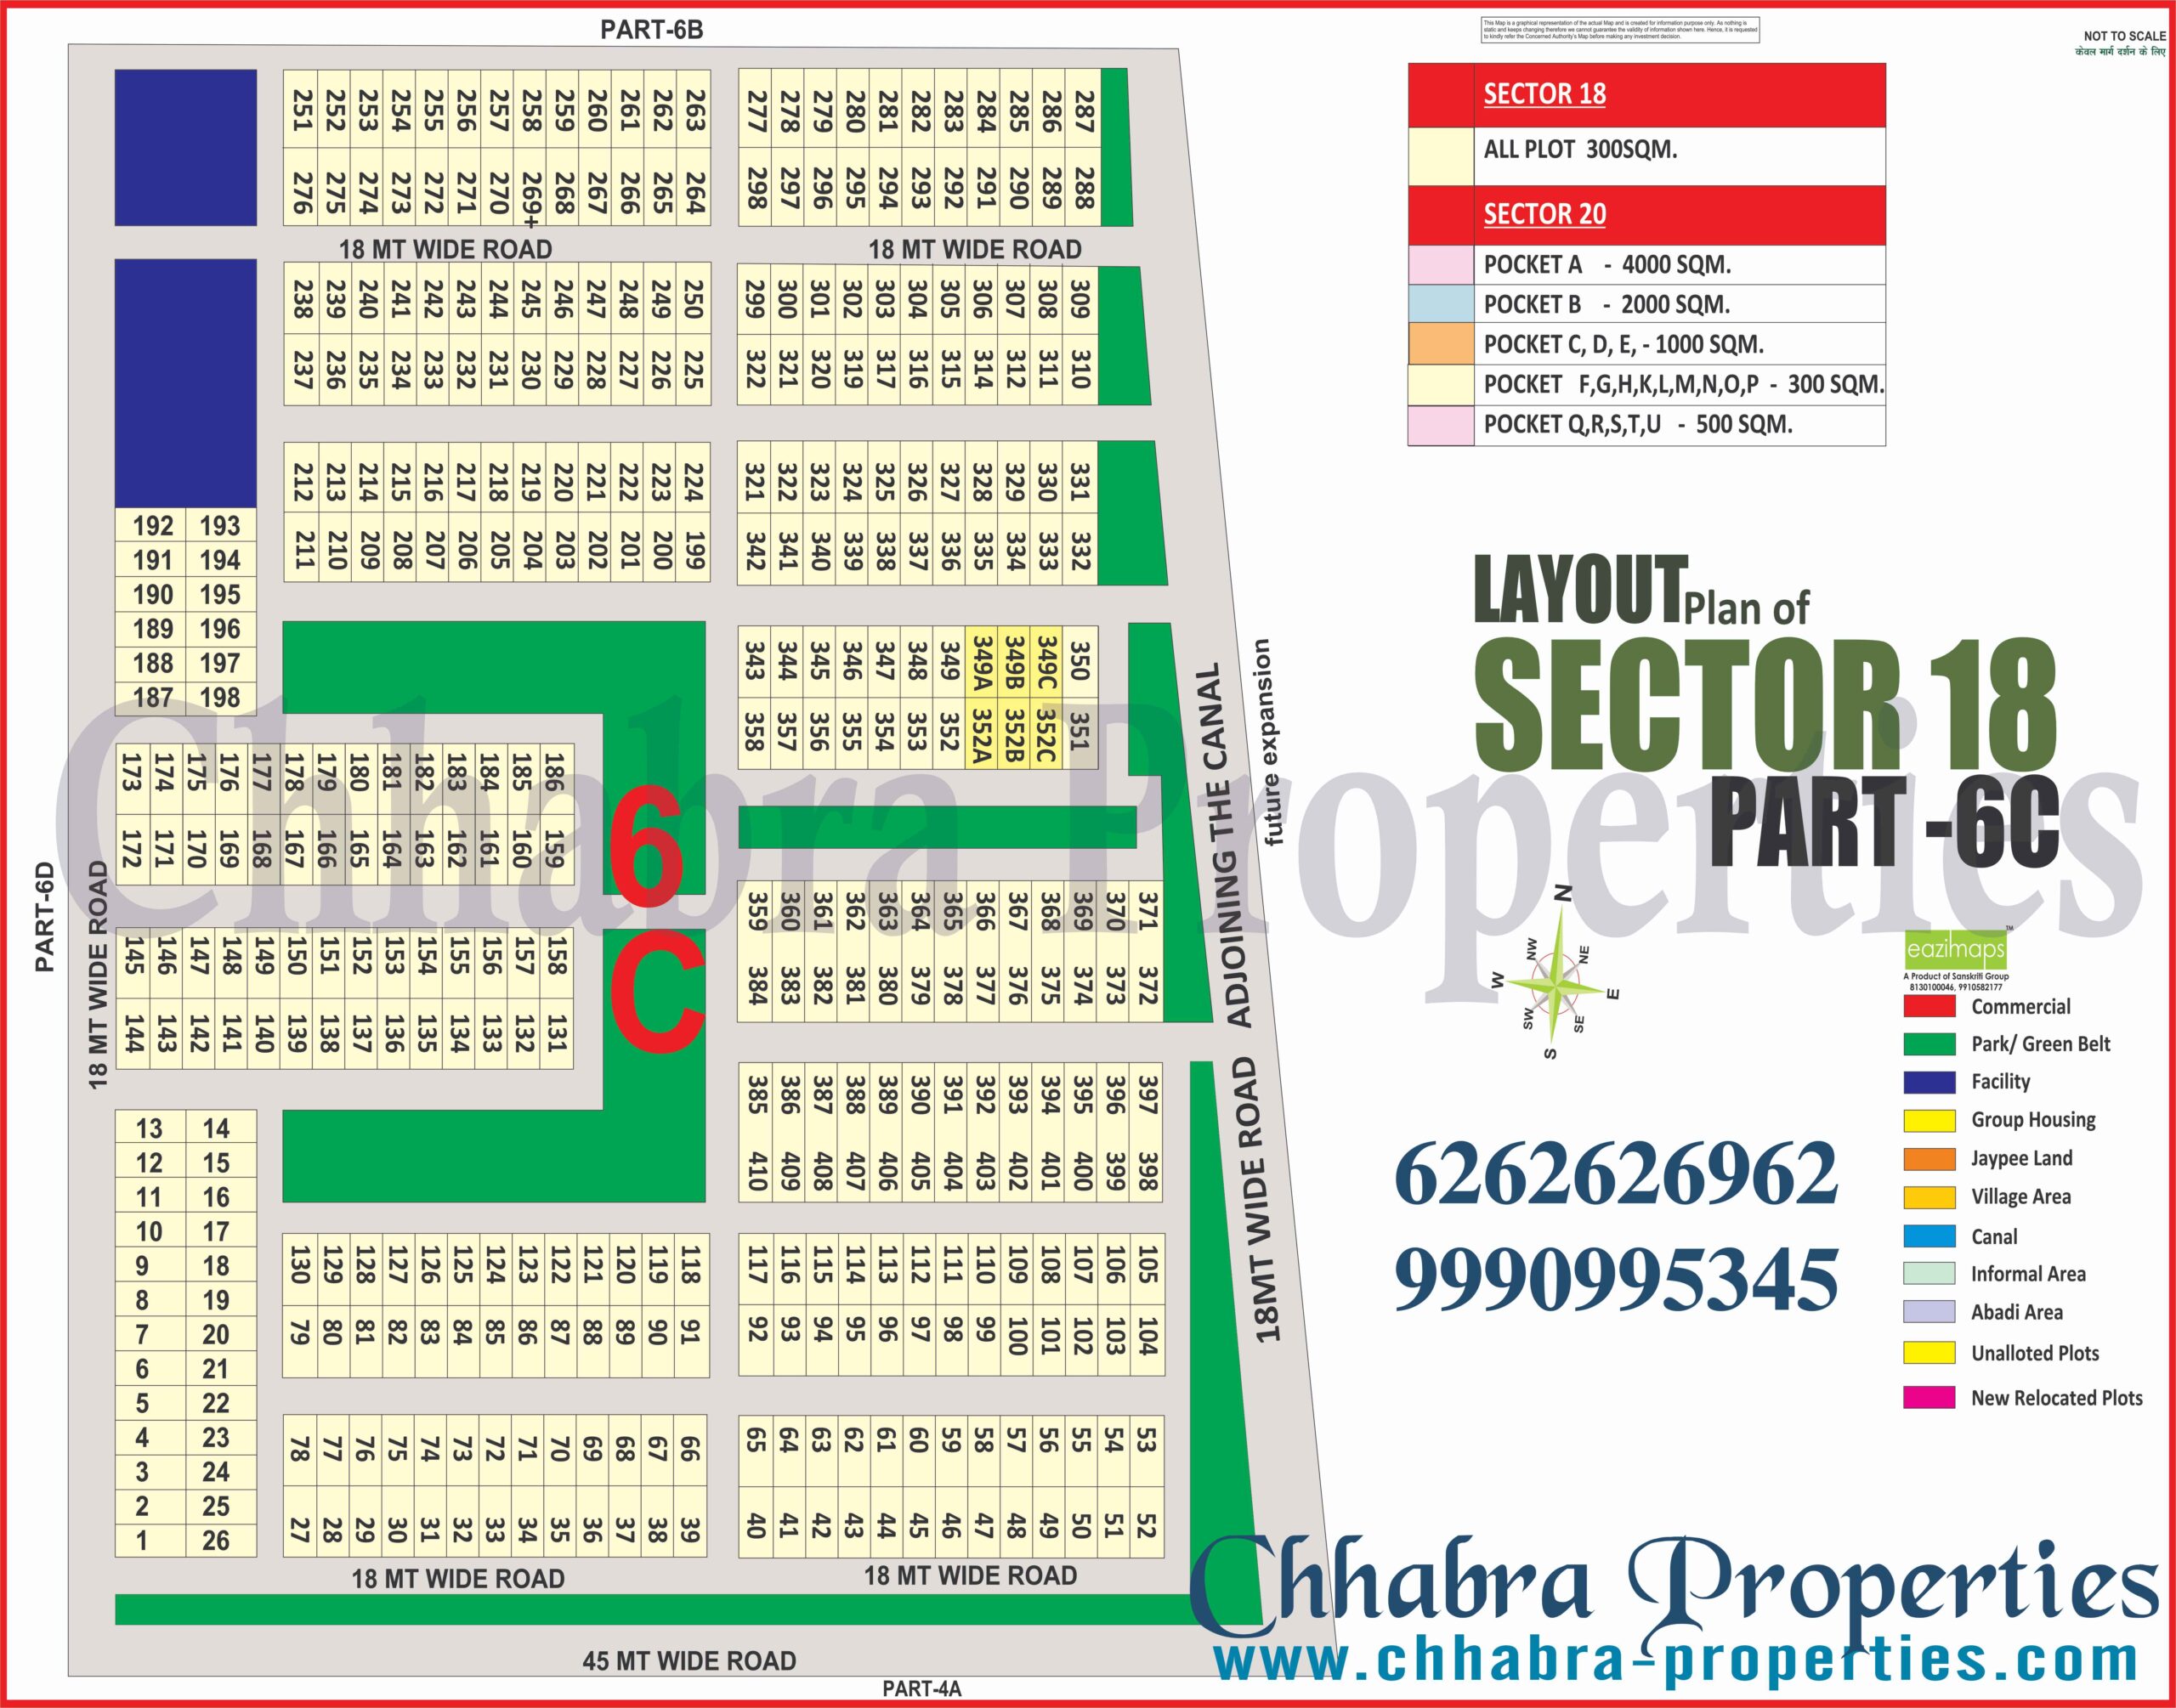 PART-6B
This Map is a graphical representation of the actual Map and is created for information purpose only. As nothing is
static and keeps changing therefore we cannot guarantee the validity of information shown here. Hence, it is requested
to kindly refer the Concerned Authority's Map before making any investment decision.
NOT TO SCALE
केवल मार्ग दर्शन के लिए
SECTOR 18
ALL PLOT 300SQM.
SECTOR 20
POCKET A - 4000 SQM.
POCKET B - 2000 SQM.
POCKET C, D, E, - 1000 SQM.
POCKET F,G,H,K,L,M,N,O,P - 300 SQM.
POCKET Q,R,S,T,U - 500 SQM.
251 252 253 254 255 256 257 258 259 260 261 262 263
276 275 274 273 272 271 270 269+ 268 267 266 265 264
277 278 279 280 281 282 283 284 285 286 287
298 297 296 295 294 293 292 291 290 289 288
18 MT WIDE ROAD
18 MT WIDE ROAD
238 239 240 241 242 243 244 245 246 247 248 249 250
237 236 235 234 233 232 231 230 229 228 227 226 225
299 300 301 302 303 304 305 306 307 308 309
322 321 320 319 317 316 315 314 312 311 310
212 213 214 215 216 217 218 219 220 221 222 223 224
211 210 209 208 207 206 205 204 203 202 201 200 199
321 322 323 324 325 326 327 328 329 330 331
342 341 340 339 338 337 336 335 334 333 332
192 193
191 194
190 195
189 196
188 197
187 198
343 344 345 346 347 348 349 349A 349B 349C 350
358 357 356 355 354 353 352 352A 352B 352C 351
173 174 175 176 177 178 179 180 181 182 183 184 185 186
172 171 170 169 168 167 166 165 164 163 162 161 160 159
6
C
145 146 147 148 149 150 151 152 153 154 155 156 157 158
144 143 142 141 140 139 138 137 136 135 134 133 132 131
359 360 361 362 363 364 365 366 367 368 369 370 371
384 383 382 381 380 379 378 377 376 375 374 373 372
385 386 387 388 389 390 391 392 393 394 395 396 397
410 409 408 407 406 405 404 403 402 401 400 399 398
13 14
12 15
11 16
10 17
9 18
8 19
7 20
6 21
5 22
4 23
3 24
2 25
1 26
130 129 128 127 126 125 124 123 122 121 120 119 118
79 80 81 82 83 84 85 86 87 88 89 90 91
117 116 115 114 113 112 111 110 109 108 107 106 105
92 93 94 95 96 97 98 99 100 101 102 103 104
78 77 76 75 74 73 72 71 70 69 68 67 66
27 28 29 30 31 32 33 34 35 36 37 38 39
65 64 63 62 61 60 59 58 57 56 55 54 53
40 41 42 43 44 45 46 47 48 49 50 51 52
18 MT WIDE ROAD
18 MT WIDE ROAD
45 MT WIDE ROAD
PART-4A
PART-6D
18 MT WIDE ROAD
18MT WIDE ROAD ADJOINING THE CANAL
future expansion
Chhabra Properties
LAYOUT Plan of
SECTOR 18
PART -6C
N
NW
NE
W
E
SW
SE
S
eazimaps
TM
A Product of Sanskriti Group
8130100046, 9910582177
Commercial
Park/ Green Belt
Facility
Group Housing
Jaypee Land
Village Area
Canal
Informal Area
Abadi Area
Unalloted Plots
New Relocated Plots
6262626962
9990995345
Chhabra Properties
www.chhabra-properties.com